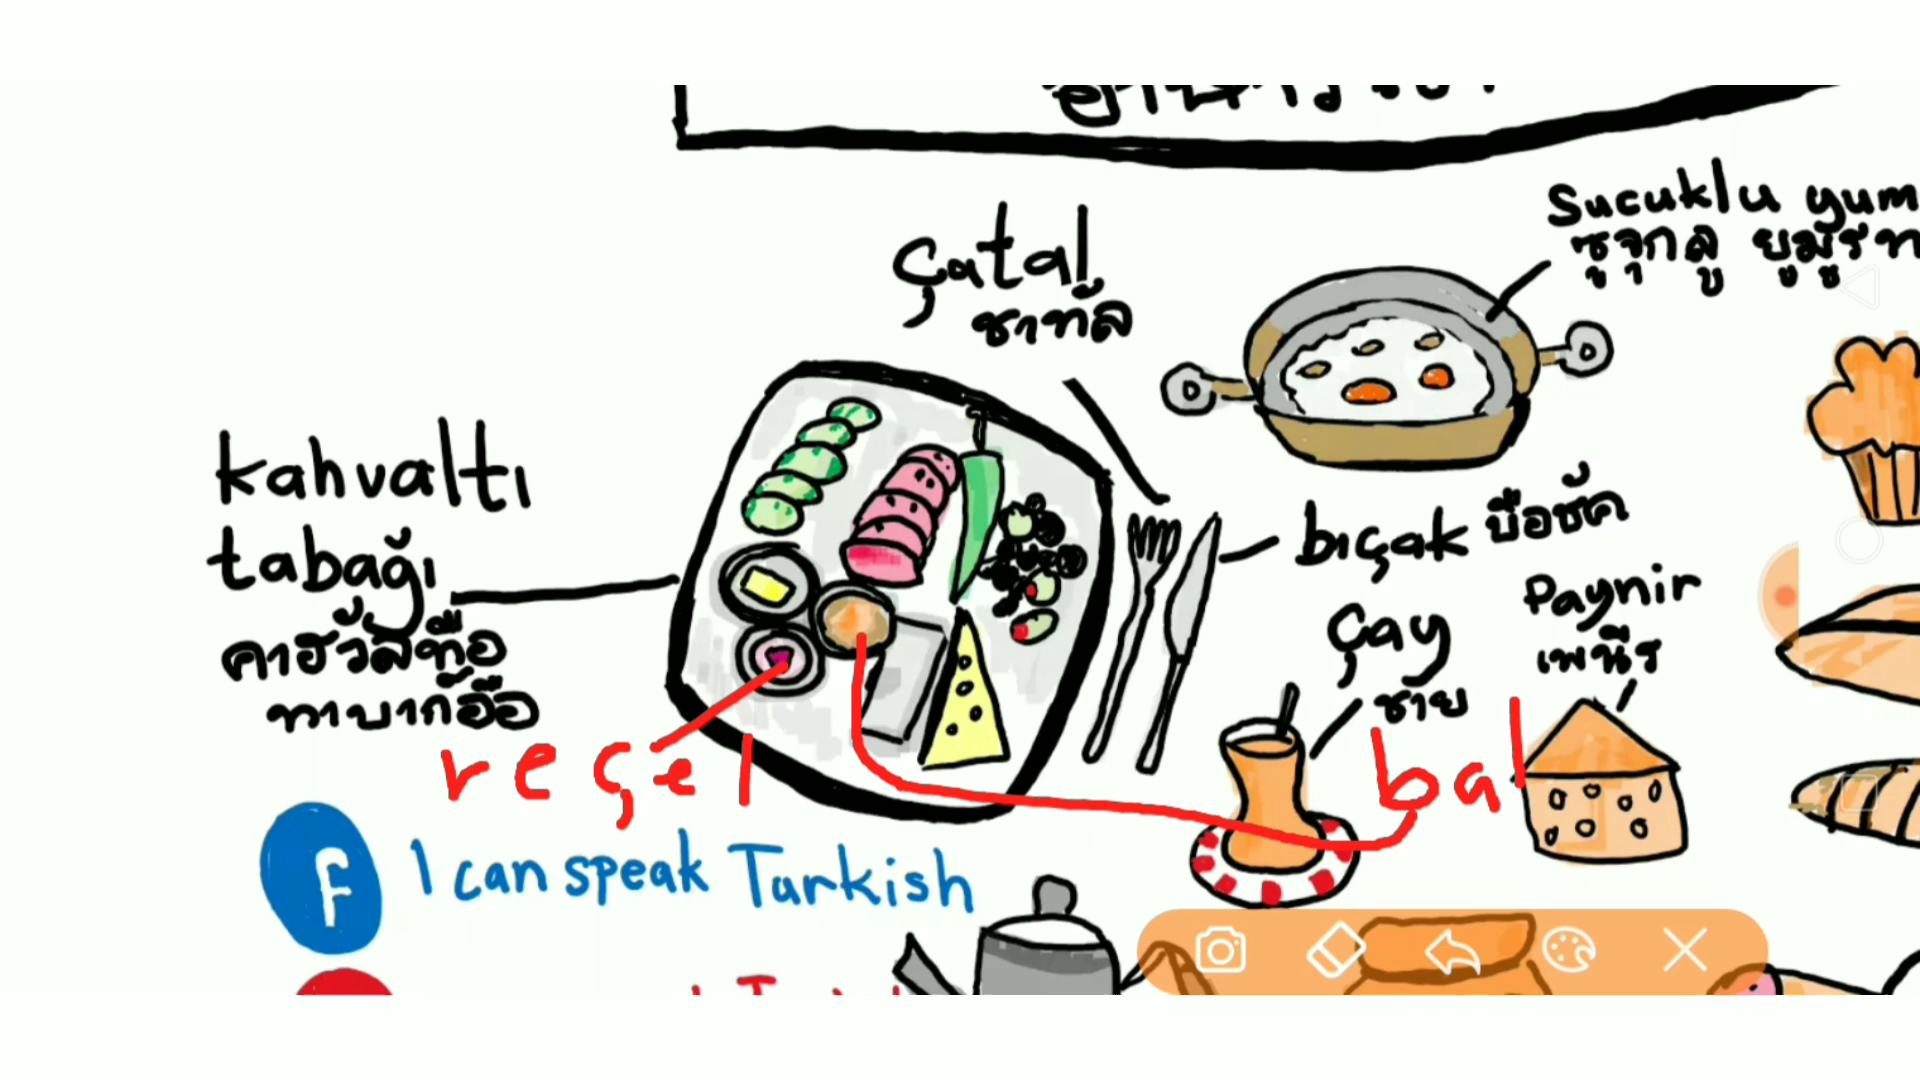 Sucuklu
ซูจุกลู
çatal
ชาทัล
kahvaltı
tabağı
คาฮวัลทือ
ทาบากือ
bıçak บือชัค
Paynir
เพนีร
çay
ชาย
reçel
bal
f I can speak Turkish